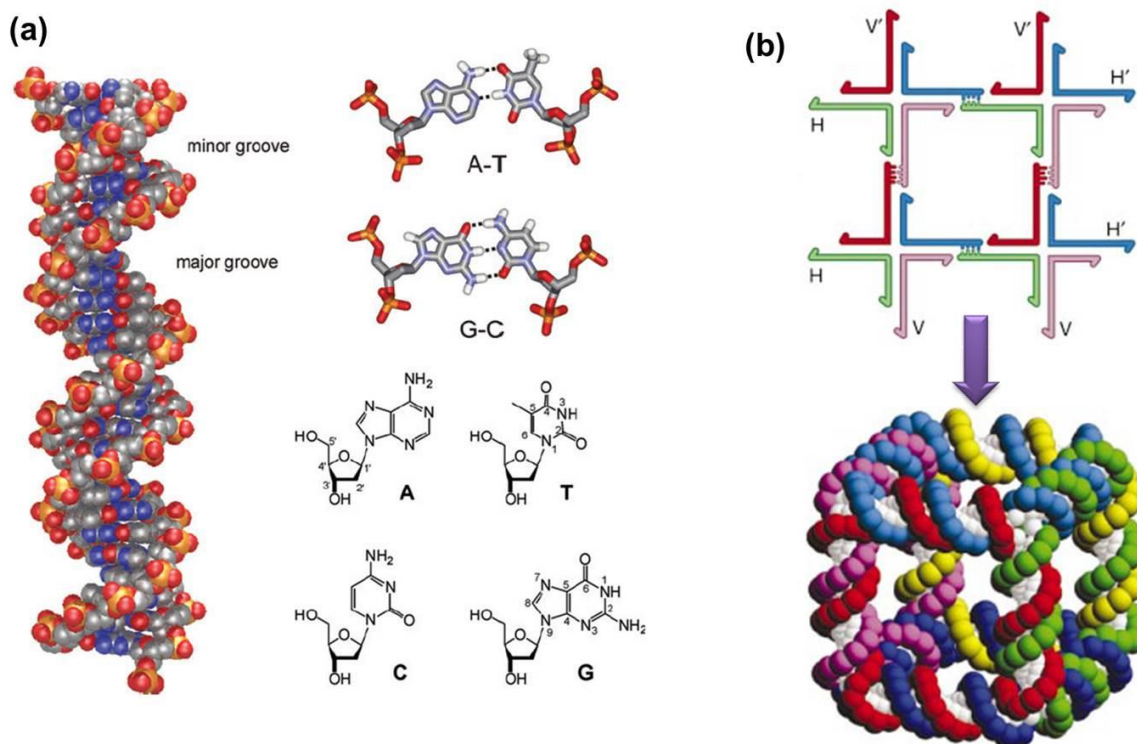 (a)
minor groove
major groove
A-T
G-C
NH₂
N
N
N
N
HO
5'
O
4'
1'
3'
2'
OH
A
O
4
3
NH
5
6
2
O
N
1
HO
O
OH
T
NH₂
N
N
O
HO
O
OH
C
O
6
1
NH
7
N
5
8
2
N
9
4
N
3
NH₂
HO
O
OH
G
(b)
V'
V'
H'
H
H'
H
V
V